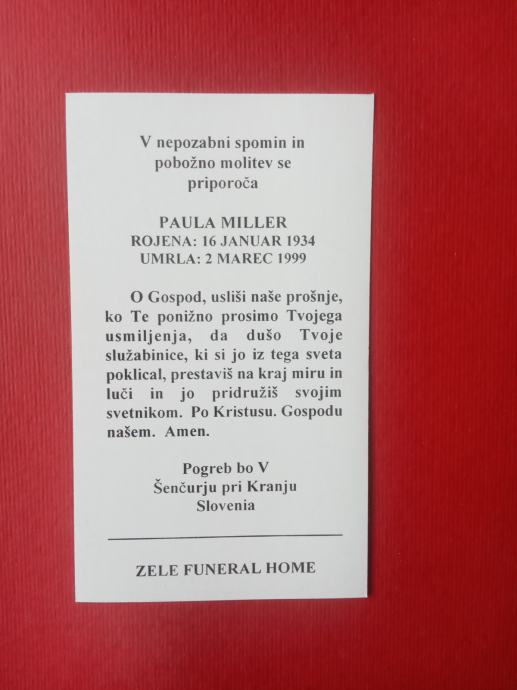 V nepozabni spomin in
pobožno molitev se
priporoča
PAULA MILLER
ROJENA: 16 JANUAR 1934
UMRLA: 2 MAREC 1999
O Gospod, usliši naše prošnje,
ko Te ponižno prosimo Tvojega
usmiljenja, da dušo Tvoje
služabinice, ki si jo iz tega sveta
poklical, prestaviš na kraj miru in
luči in jo pridružiš svojim
svetnikom. Po Kristusu. Gospodu
našem. Amen.
Pogreb bo V
Šenčurju pri Kranju
Slovenia
ZELE FUNERAL HOME